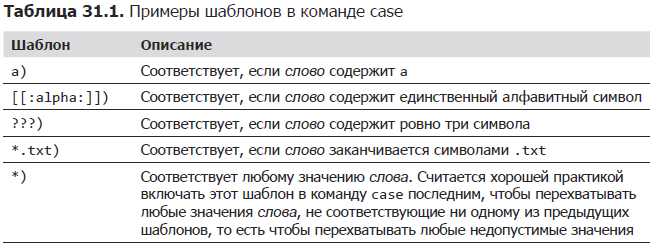 Таблица 31.1. Примеры шаблонов в команде case
Шаблон Описание
a) Соответствует, если слово содержит a
[[:alpha:]]) Соответствует, если слово содержит единственный алфавитный символ
???) Соответствует, если слово содержит ровно три символа
*.txt) Соответствует, если слово заканчивается символами .txt
*) Соответствует любому значению слова. Считается хорошей практикой
включать этот шаблон в команду case последним, чтобы перехватывать
любые значения слова, не соответствующие ни одному из предыдущих
шаблонов, то есть чтобы перехватывать любые недопустимые значения